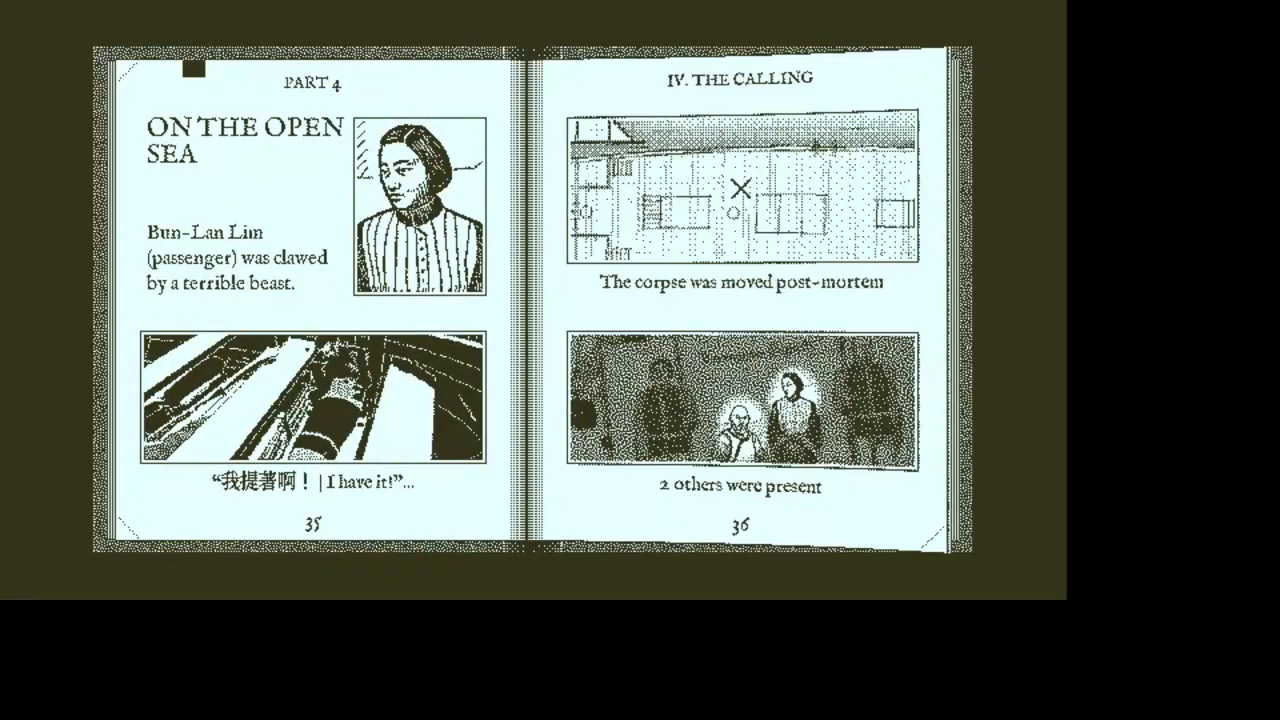 PART 4
ON THE OPEN
SEA
Bun-Lan Lim
(passenger) was clawed
by a terrible beast.
“我提著啊！ | I have it!”...
35
IV. THE CALLING
The corpse was moved post-mortem
2 others were present
36